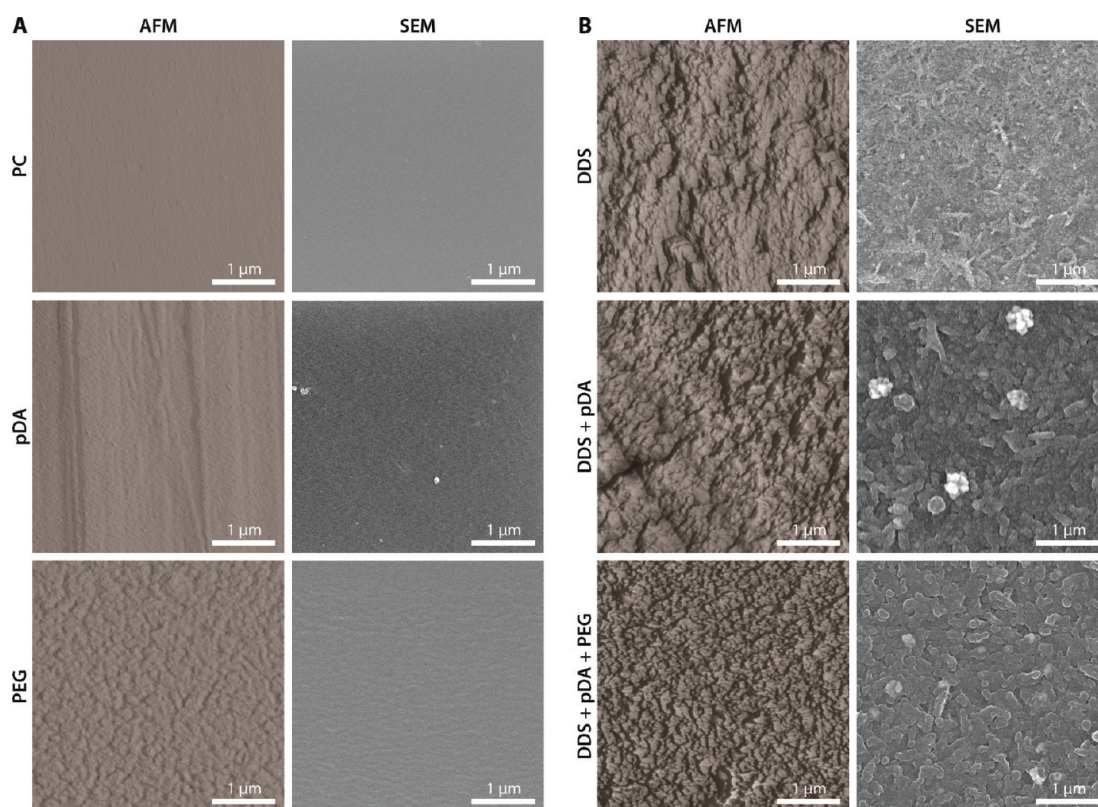 A AFM SEM B AFM SEM
PC 1 µm 1 µm DDS 1 µm 1 µm
pDA 1 µm 1 µm DDS + pDA 1 µm 1 µm
PEG 1 µm 1 µm DDS + pDA + PEG 1 µm 1 µm